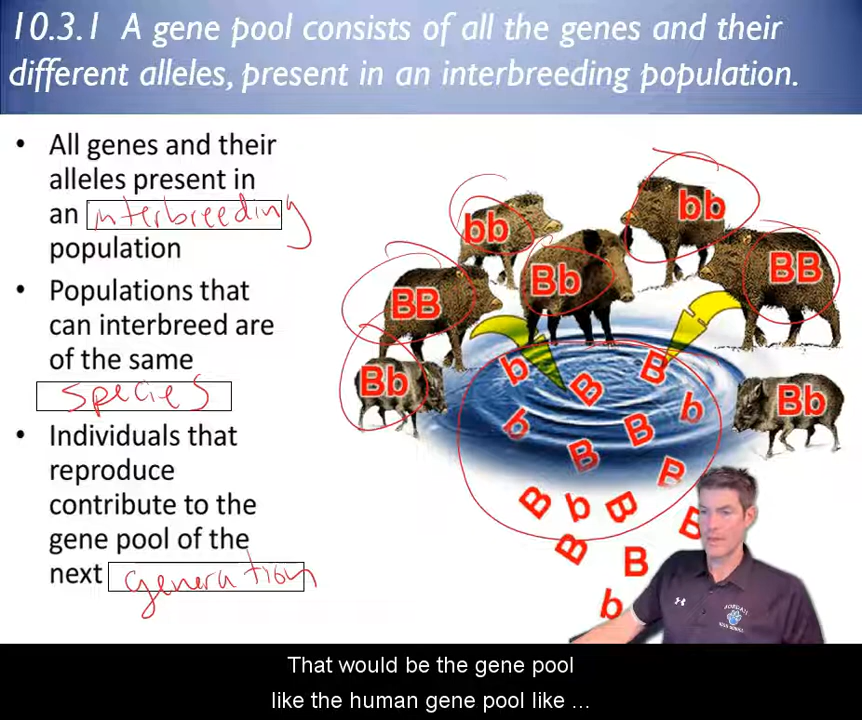 10.3.1 A gene pool consists of all the genes and their
different alleles, present in an interbreeding population.
• All genes and their
alleles present in
an interbreeding
population
• Populations that
can interbreed are
of the same
species
• Individuals that
reproduce
contribute to the
gene pool of the
next generation
bb
bb
BB
Bb
BB
Bb
Bb
b
B
B
b
b
B
B
B
B
b
B
B
B
B
b
That would be the gene pool
like the human gene pool like ...